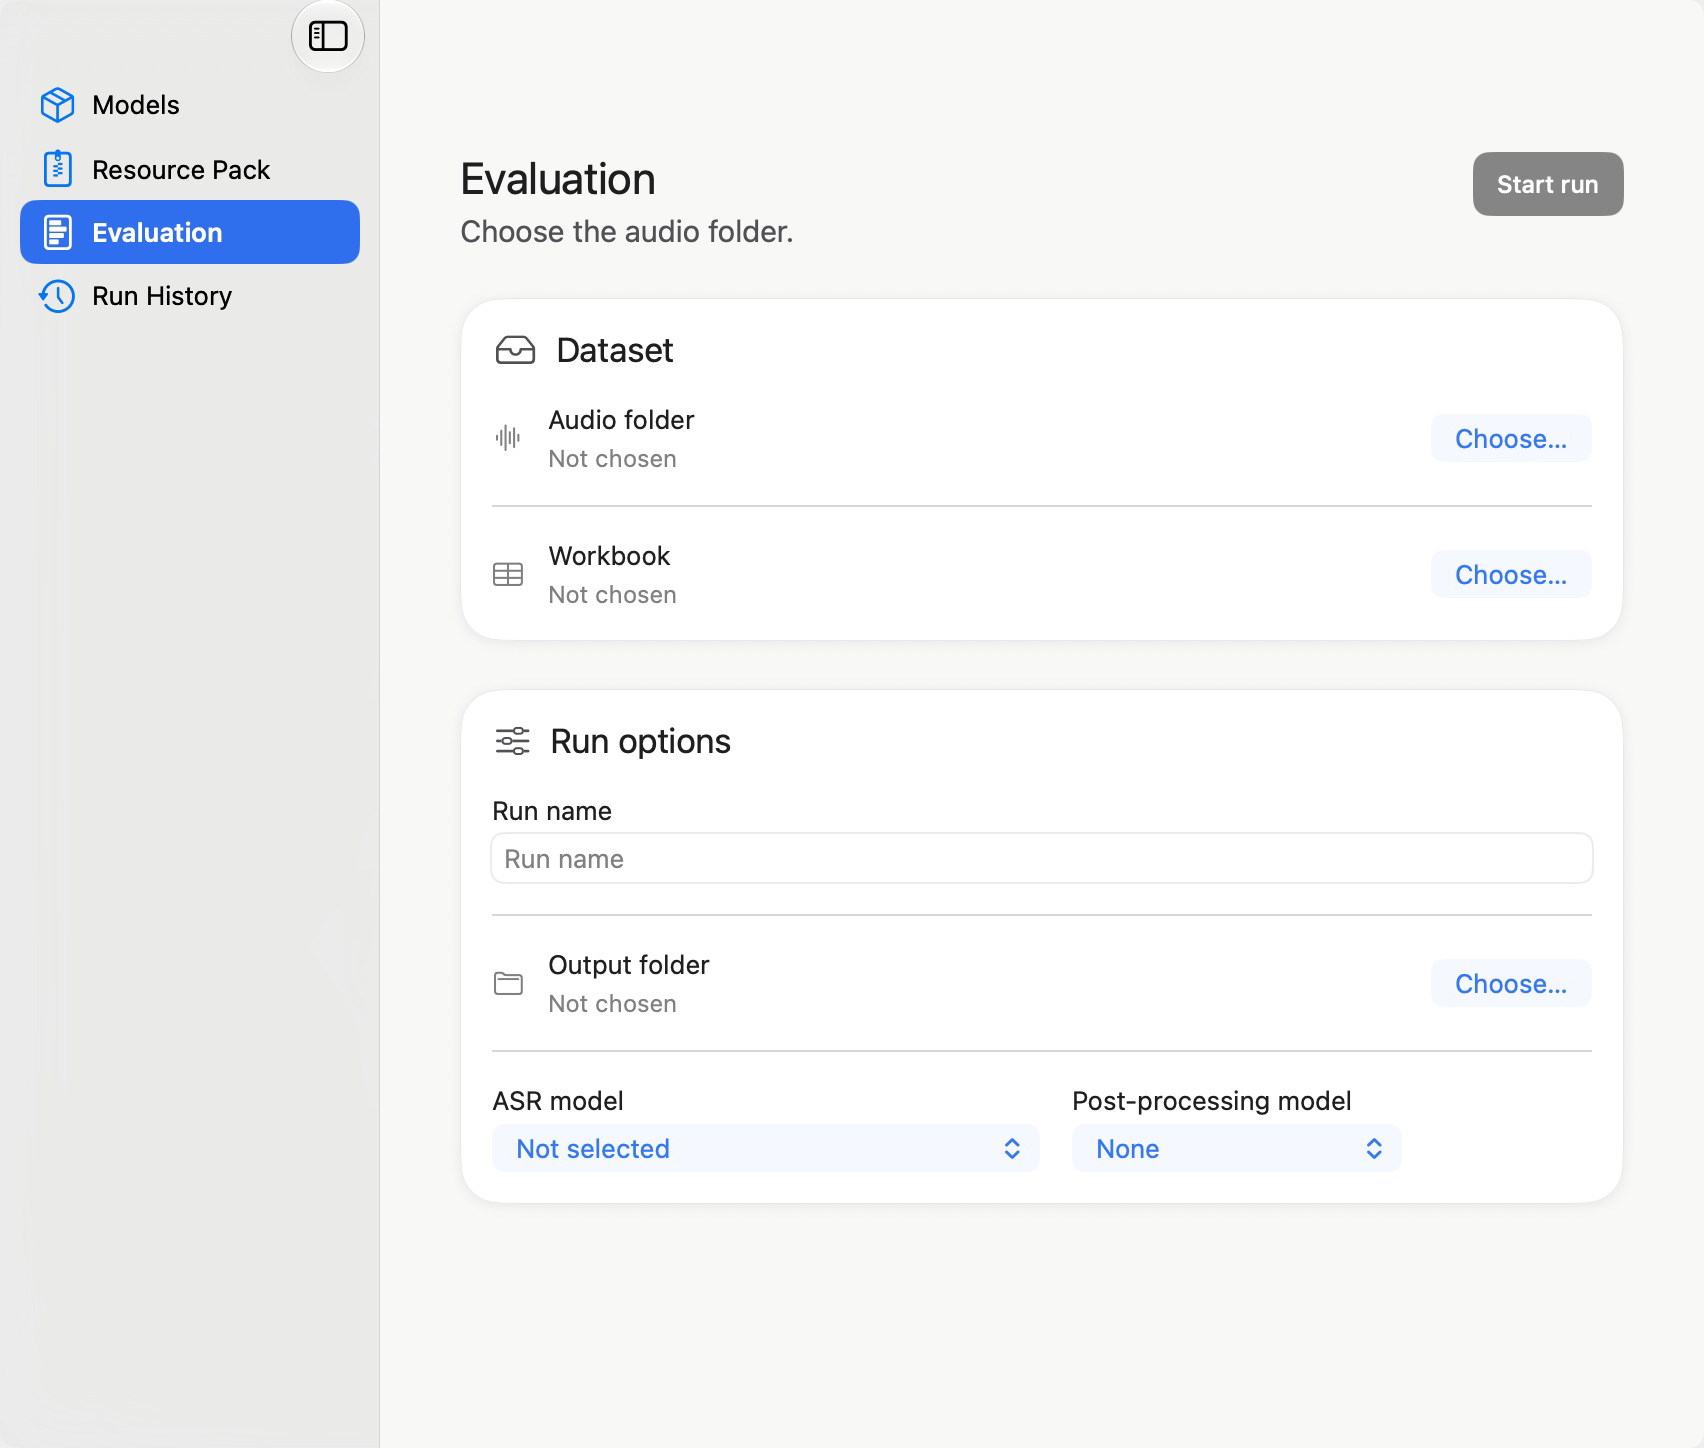 Models
Resource Pack
Evaluation
Run History
Evaluation
Start run
Choose the audio folder.
Dataset
Audio folder
Not chosen
Choose...
Workbook
Not chosen
Choose...
Run options
Run name
Run name
Output folder
Not chosen
Choose...
ASR model
Post-processing model
Not selected
None